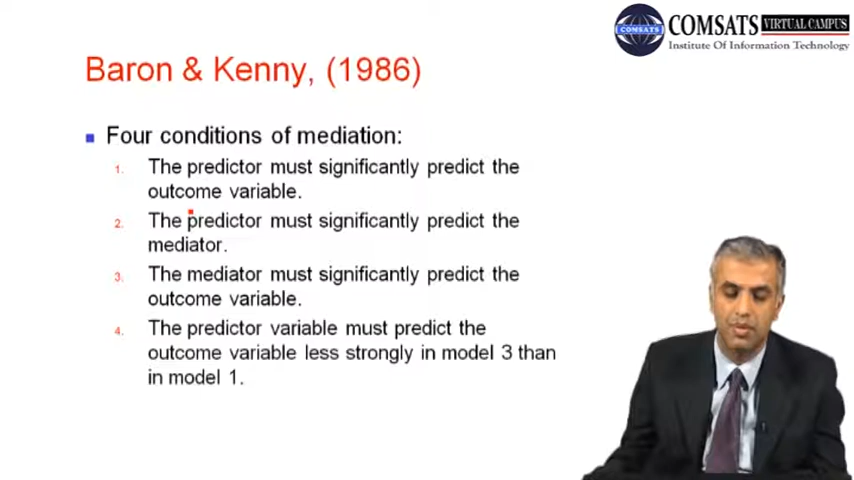 COMSATS VIRTUAL CAMPUS
COMSATS
Institute Of Information Technology
Baron & Kenny, (1986)
Four conditions of mediation:
1. The predictor must significantly predict the
outcome variable.
2. The predictor must significantly predict the
mediator.
3. The mediator must significantly predict the
outcome variable.
4. The predictor variable must predict the
outcome variable less strongly in model 3 than
in model 1.